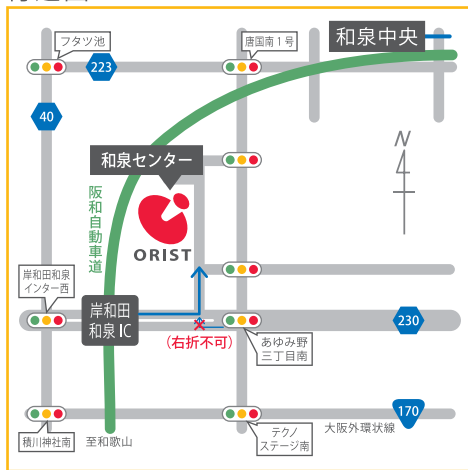 フタツ池
唐国南1号
和泉中央
223
40
和泉センター
阪和自動車道
N
ORIST
岸和田和泉
インター西
岸和田
和泉IC
(右折不可)
あゆみ野
三丁目南
230
170
大阪外環状線
積川神社南
至和歌山
テクノ
ステージ南